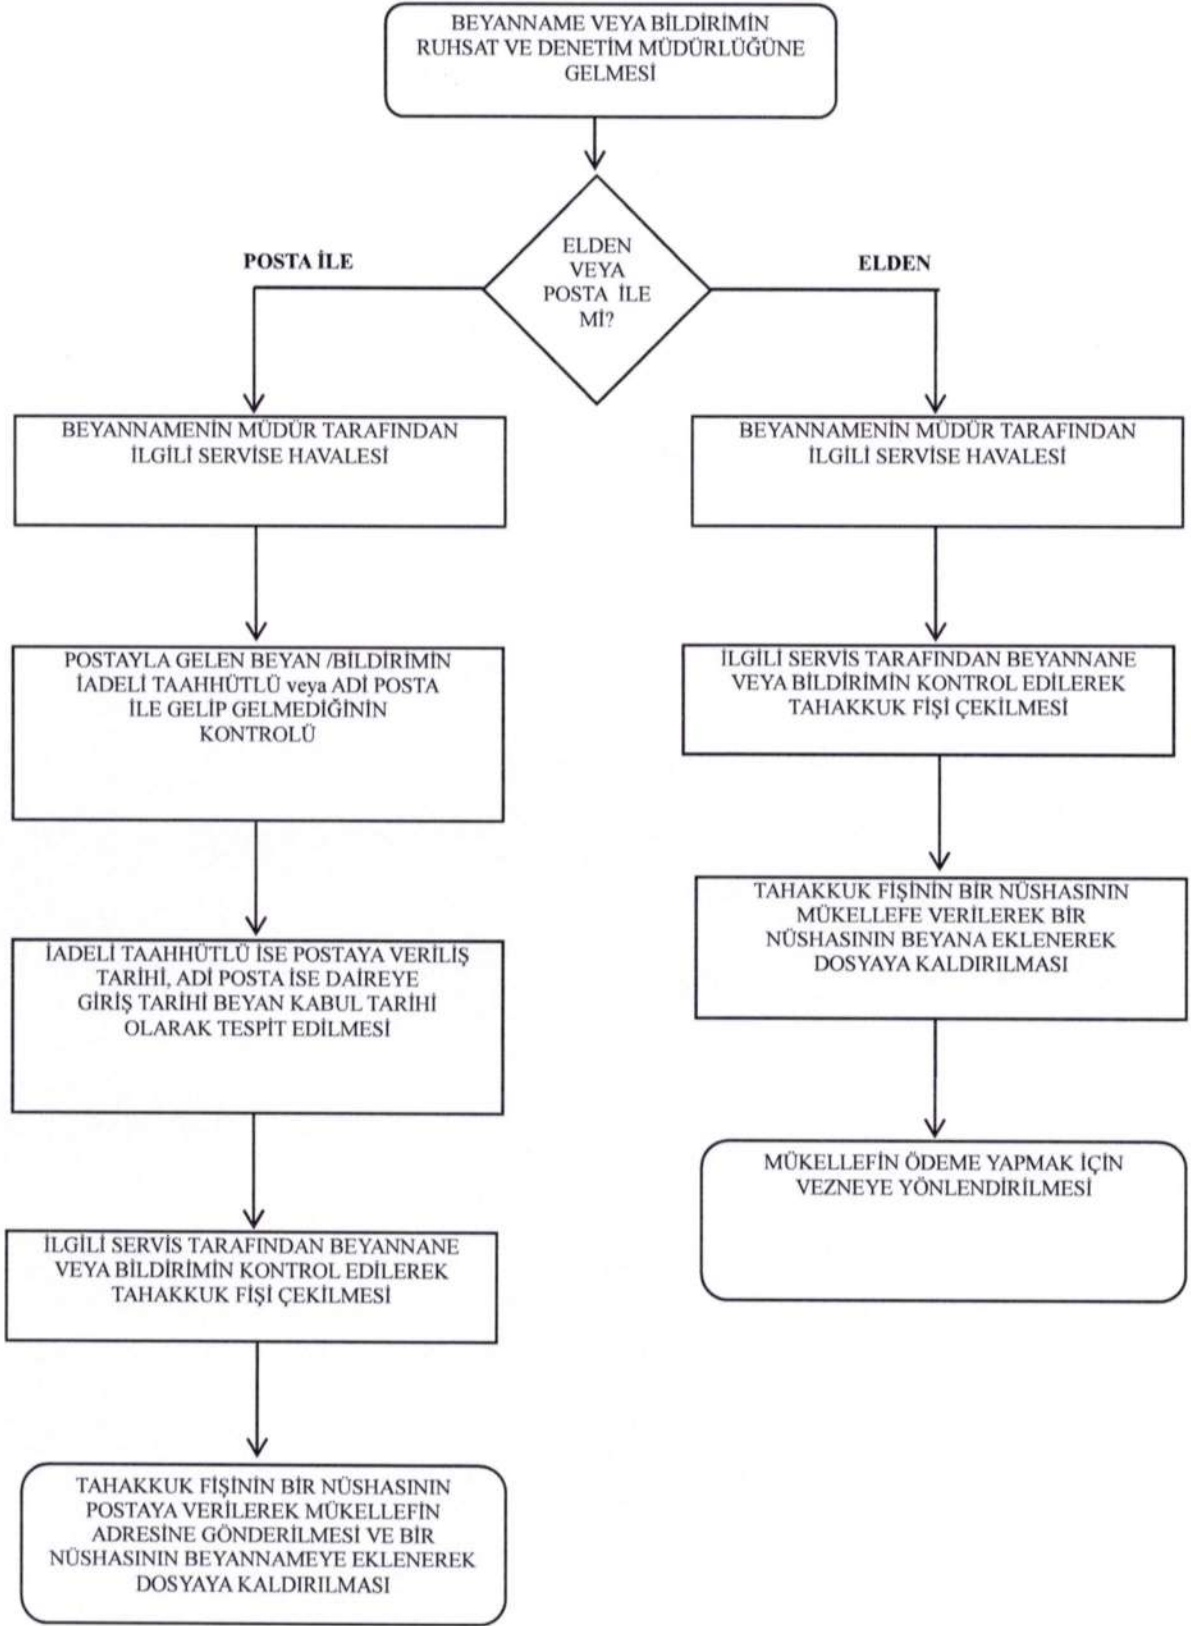 BEYANNAME VEYA BİLDİRİMİN
RUHSAT VE DENETİM MÜDÜRLÜĞÜNE
GELMESİ
ELDEN
VEYA
POSTA İLE
Mİ?
POSTA İLE
ELDEN
BEYANNAMENİN MÜDÜR TARAFINDAN
İLGİLİ SERVİSE HAVALESİ
POSTAYLA GELEN BEYAN /BİLDİRİMİN
İADELİ TAAHHÜTLÜ veya ADİ POSTA
İLE GELİP GELMEDİĞİNİN
KONTROLÜ
İADELİ TAAHHÜTLÜ İSE POSTAYA VERİLİŞ
TARİHİ, ADİ POSTA İSE DAİREYE
GİRİŞ TARİHİ BEYAN KABUL TARİHİ
OLARAK TESPİT EDİLMESİ
İLGİLİ SERVİS TARAFINDAN BEYANNANE
VEYA BİLDİRİMİN KONTROL EDİLEREK
TAHAKKUK FİŞİ ÇEKİLMESİ
TAHAKKUK FİŞİNİN BİR NÜSHASININ
POSTAYA VERİLEREK MÜKELLEFİN
ADRESİNE GÖNDERİLMESİ VE BİR
NÜSHASININ BEYANNAMEYE EKLENEREK
DOSYAYA KALDIRILMASI
BEYANNAMENİN MÜDÜR TARAFINDAN
İLGİLİ SERVİSE HAVALESİ
İLGİLİ SERVİS TARAFINDAN BEYANNANE
VEYA BİLDİRİMİN KONTROL EDİLEREK
TAHAKKUK FİŞİ ÇEKİLMESİ
TAHAKKUK FİŞİNİN BİR NÜSHASININ
MÜKELLEFE VERİLEREK BİR
NÜSHASININ BEYANA EKLENEREK
DOSYAYA KALDIRILMASI
MÜKELLEFİN ÖDEME YAPMAK İÇİN
VEZNEYE YÖNLENDİRİLMESİ